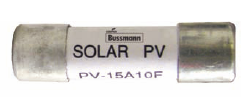 Bussmann
SOLAR PV
PV-15A10F